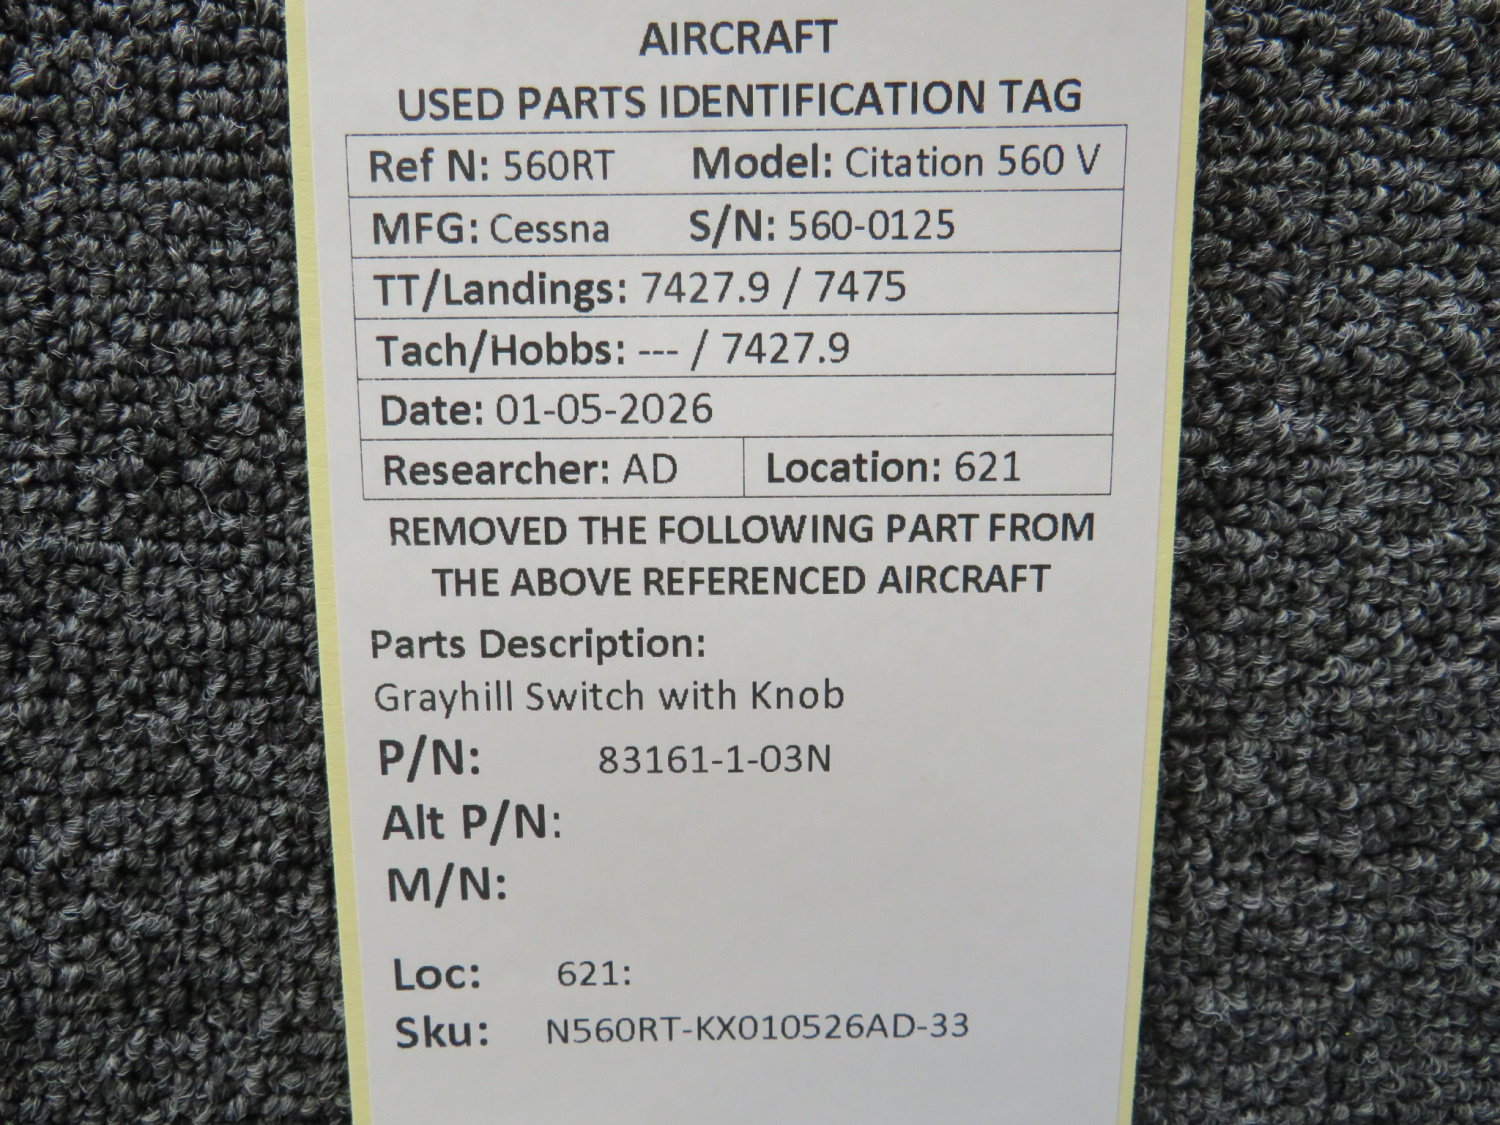 AIRCRAFT
USED PARTS IDENTIFICATION TAG
Ref N: 560RT Model: Citation 560 V
MFG: Cessna S/N: 560-0125
TT/Landings: 7427.9 / 7475
Tach/Hobbs: --- / 7427.9
Date: 01-05-2026
Researcher: AD Location: 621
REMOVED THE FOLLOWING PART FROM
THE ABOVE REFERENCED AIRCRAFT
Parts Description:
Grayhill Switch with Knob
P/N: 83161-1-03N
Alt P/N:
M/N:
Loc: 621:
Sku: N560RT-KX010526AD-33